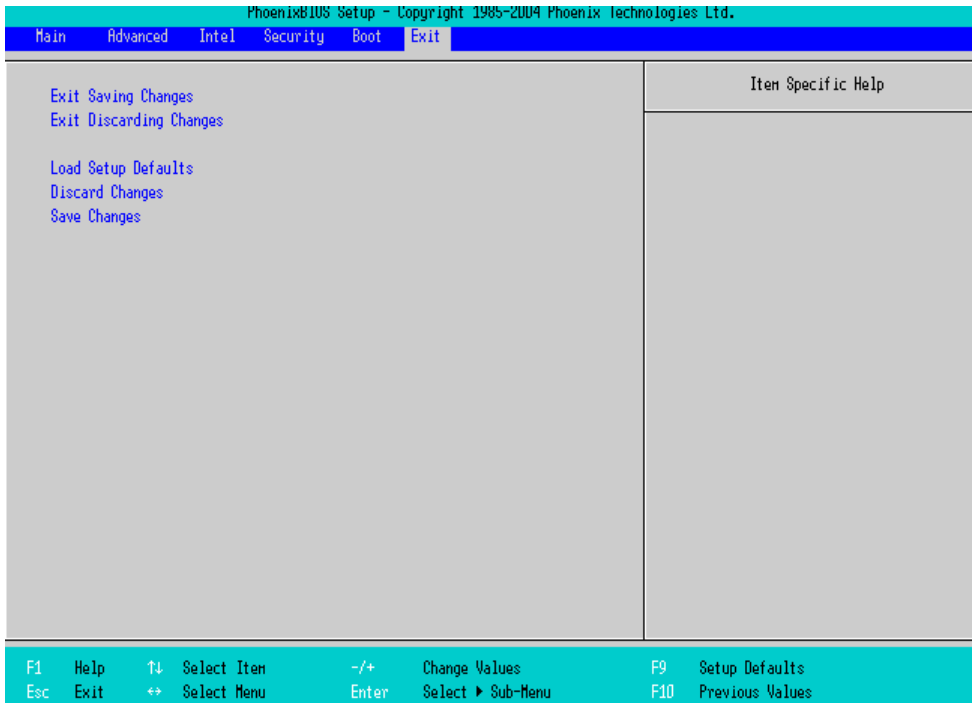 PhoenixBIOS Setup - Copyright 1985-2004 Phoenix Technologies Ltd.
Main Advanced Intel Security Boot Exit
Item Specific Help
Exit Saving Changes
Exit Discarding Changes
Load Setup Defaults
Discard Changes
Save Changes
F1 Help ↑↓ Select Item -/+ Change Values F9 Setup Defaults
Esc Exit ↔ Select Menu Enter Select ▶ Sub-Menu F10 Previous Values